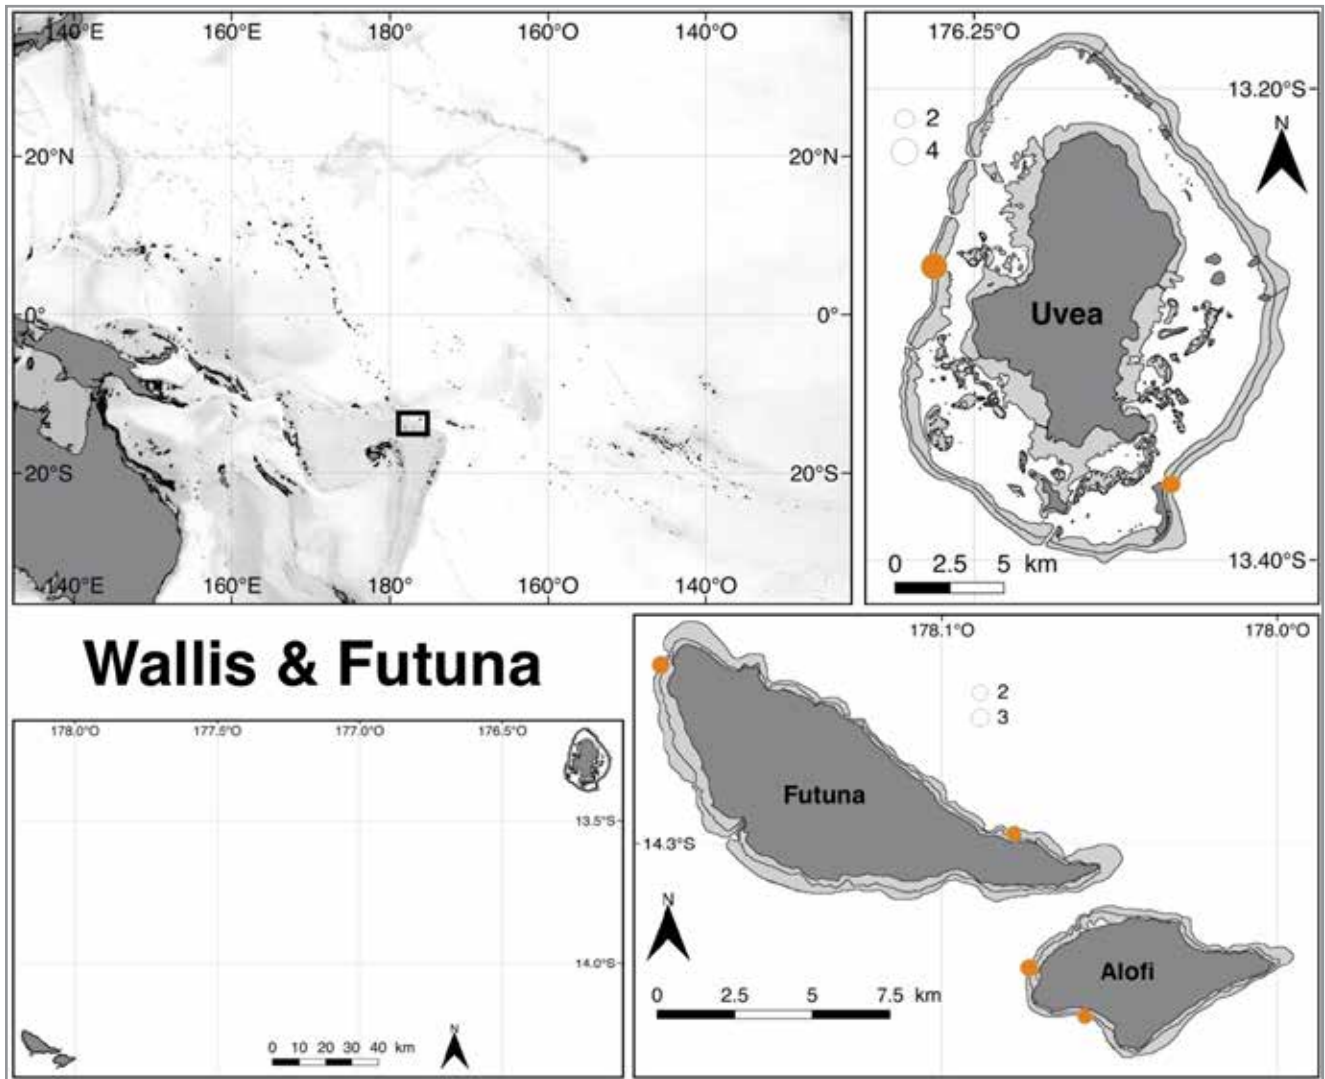 140°E 160°E 180° 160°O 140°O
20°N 20°N
0° 0°
20°S 20°S
140°E 160°E 180° 160°O 140°O
176.25°O
13.20°S
2
4
N
Uvea
0 2.5 5 km
13.40°S
Wallis & Futuna
178.0°O 177.5°O 177.0°O 176.5°O
13.5°S
14.0°S
N
0 10 20 30 40 km
178.1°O 178.0°O
2
3
Futuna
14.3°S
N
Alofi
0 2.5 5 7.5 km